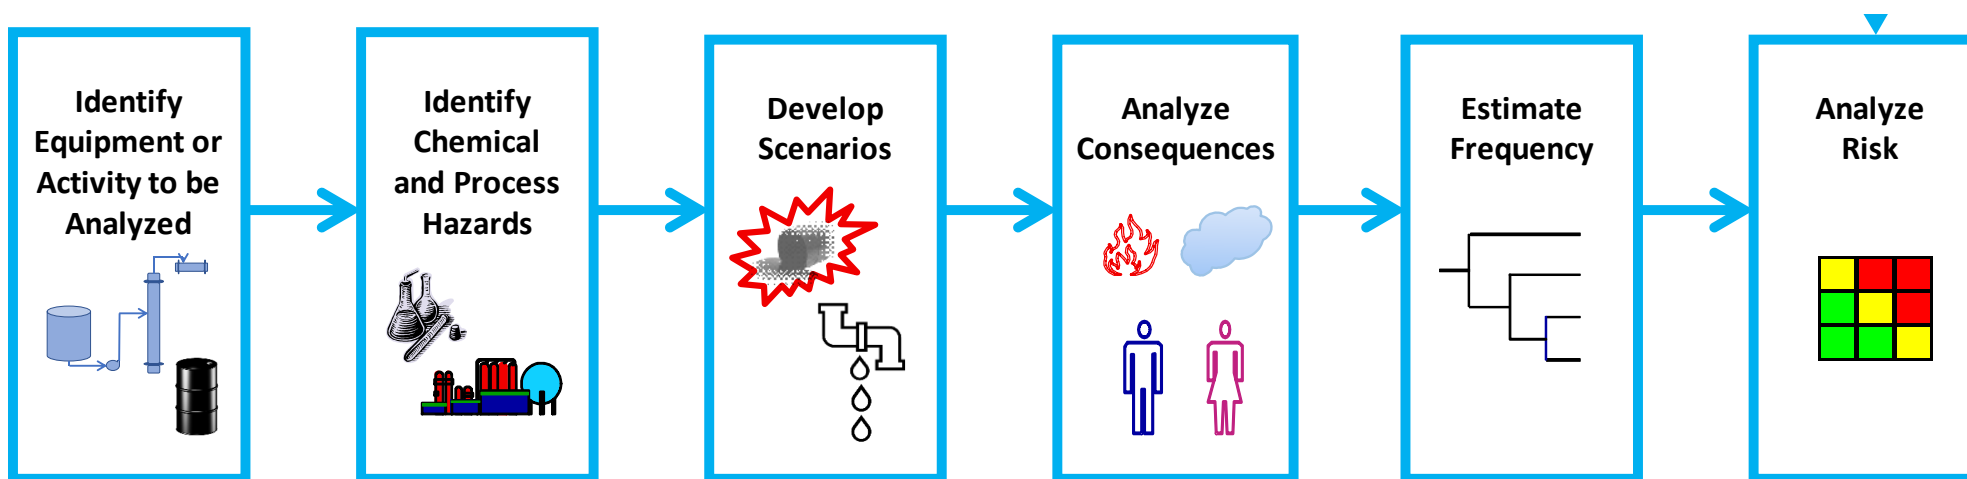 Identify
Equipment or
Activity to be
Analyzed
Identify
Chemical
and Process
Hazards
Develop
Scenarios
Analyze
Consequences
Estimate
Frequency
Analyze
Risk